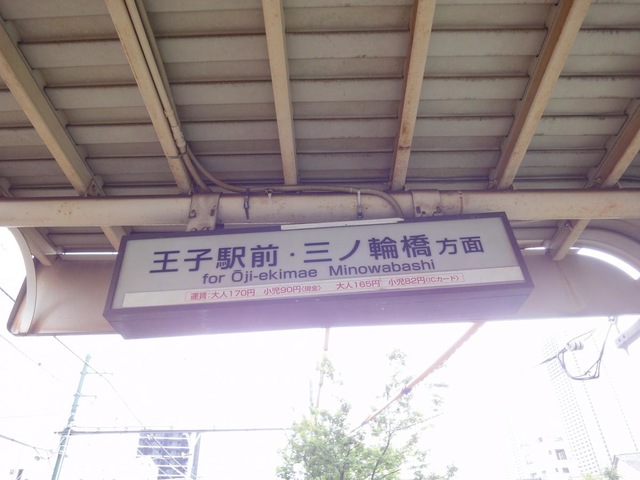 王子駅前・三ノ輪橋方面
for Ōji-ekimae Minowabashi
運賃:大人170円 小児90円(現金) 大人165円 小児82円(ICカード)